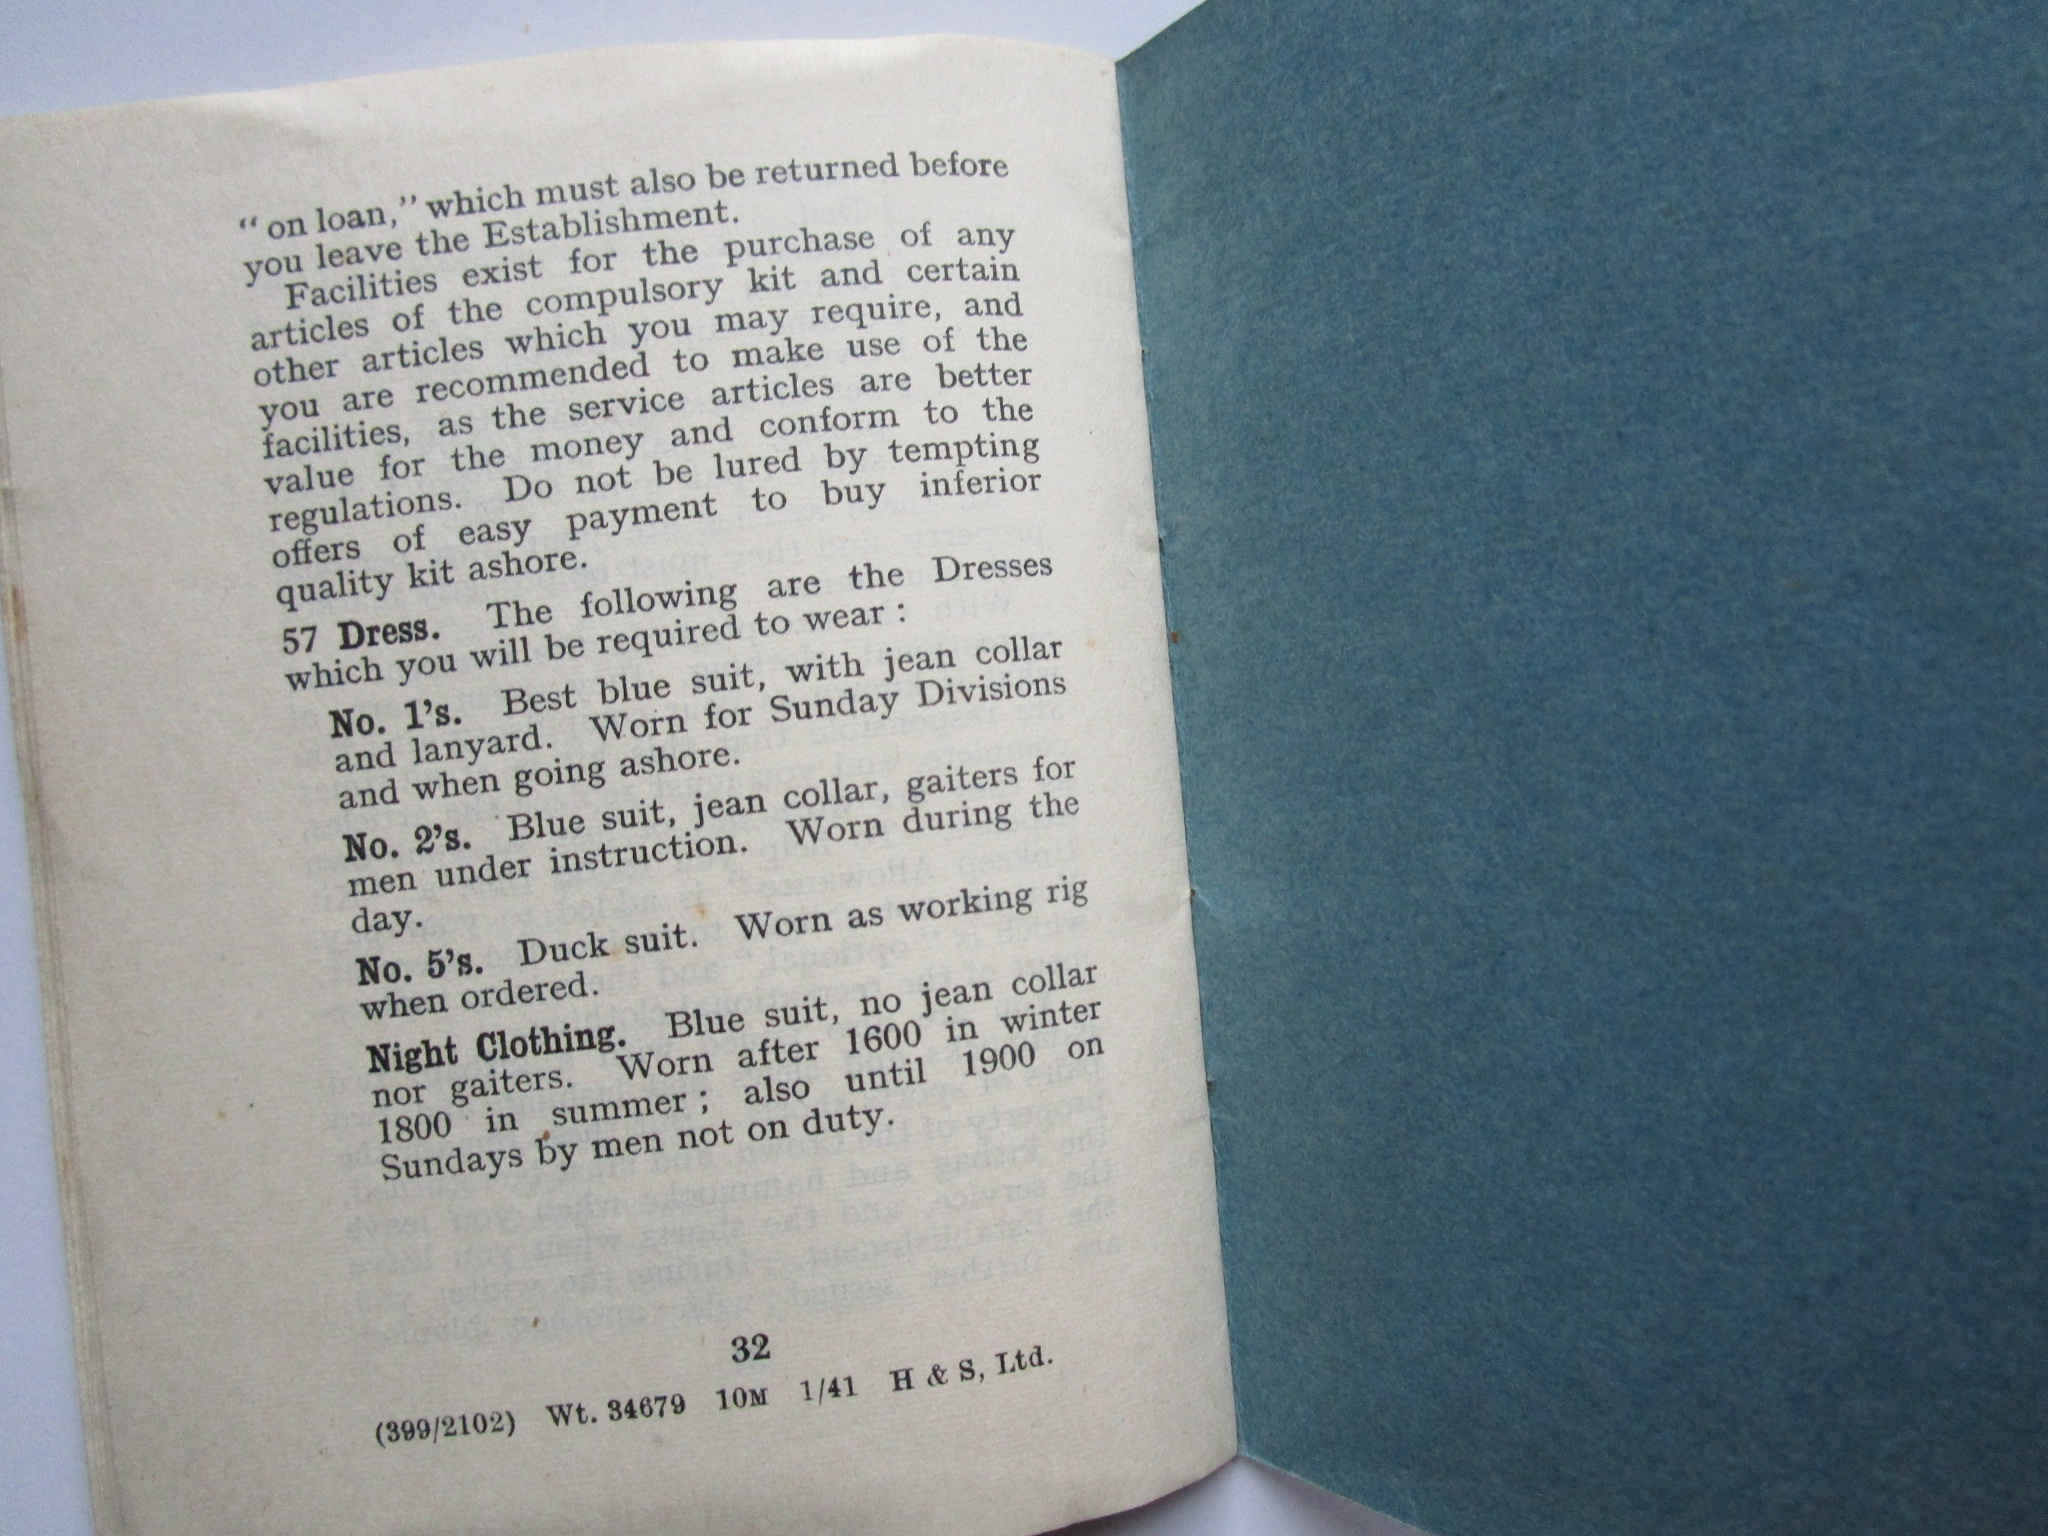 “ on loan,” which must also be returned before
you leave the Establishment.
Facilities exist for the purchase of any
articles of the compulsory kit and certain
other articles which you may require, and
you are recommended to make use of the
facilities, as the service articles are better
value for the money and conform to the
regulations. Do not be lured by tempting
offers of easy payment to buy inferior
quality kit ashore.
57 Dress. The following are the Dresses
which you will be required to wear :
No. 1’s. Best blue suit, with jean collar
and lanyard. Worn for Sunday Divisions
and when going ashore.
No. 2’s. Blue suit, jean collar, gaiters for
men under instruction. Worn during the
day.
No. 5’s. Duck suit. Worn as working rig
when ordered.
Night Clothing. Blue suit, no jean collar
nor gaiters. Worn after 1600 in winter
1800 in summer ; also until 1900 on
Sundays by men not on duty.
32
(399/2102) Wt. 34679 10M 1/41 H & S, Ltd.